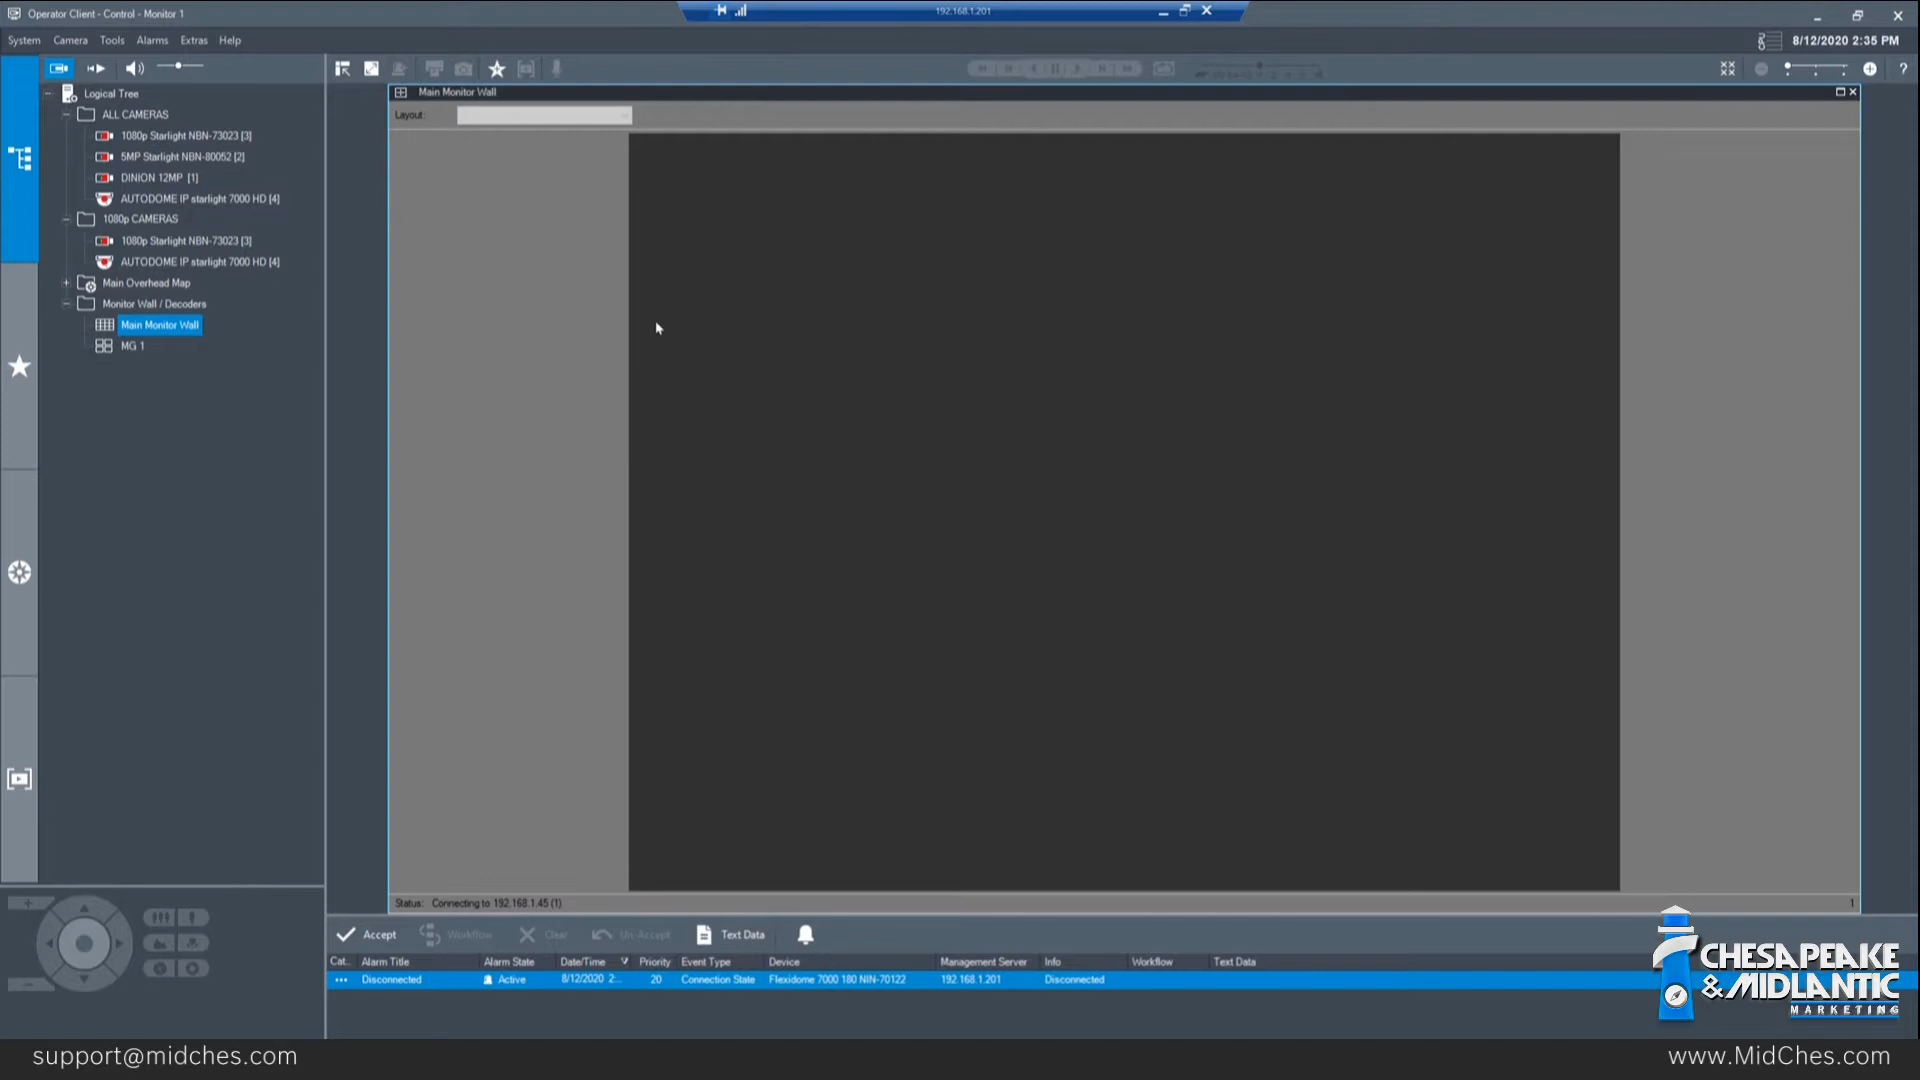 Operator Client - Control - Monitor 1
192.168.1.201
System Camera Tools Alarms Extras Help
CPU
8/12/2020 2:35 PM
?
Logical Tree
ALL CAMERAS
1080p Starlight NBN-73023 [3]
5MP Starlight NBN-80052 [2]
DINION 12MP [1]
AUTODOME IP starlight 7000 HD [4]
1080p CAMERAS
1080p Starlight NBN-73023 [3]
AUTODOME IP starlight 7000 HD [4]
Main Overhead Map
Monitor Wall / Decoders
Main Monitor Wall
MG 1
Main Monitor Wall
Layout:
Status: Connecting to 192.168.1.45 (1)
1
Accept Workflow Clear Un-Accept Text Data
Cat.. Alarm Title Alarm State Date/Time Priority Event Type Device Management Server Info Workflow Text Data
... Disconnected Active 8/12/2020 2:... 20 Connection State Flexidome 7000 180 NIN-70122 192.168.1.201 Disconnected
CHESAPEAKE
& MIDLANTIC
MARKETING
support@midches.com
www.MidChes.com